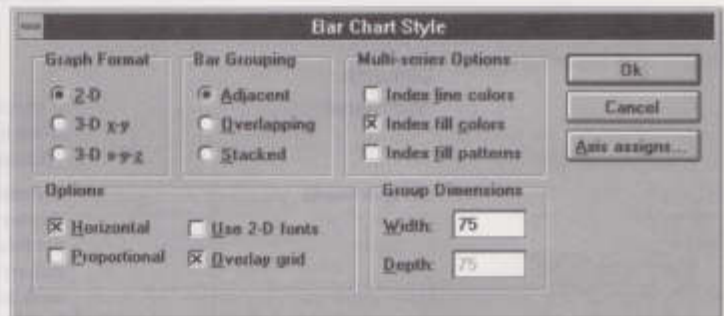 Bar Chart Style
Graph Format
2-D
3-D x-y
3-D x-y-z
Bar Grouping
Adjacent
Overlapping
Stacked
Multi-series Options
Index line colors
Index fill colors
Index fill patterns
Ok
Cancel
Axis assigns...
Options
Horizontal
Proportional
Use 2-D fonts
Overlay grid
Group Dimensions
Width: 75
Depth: 75